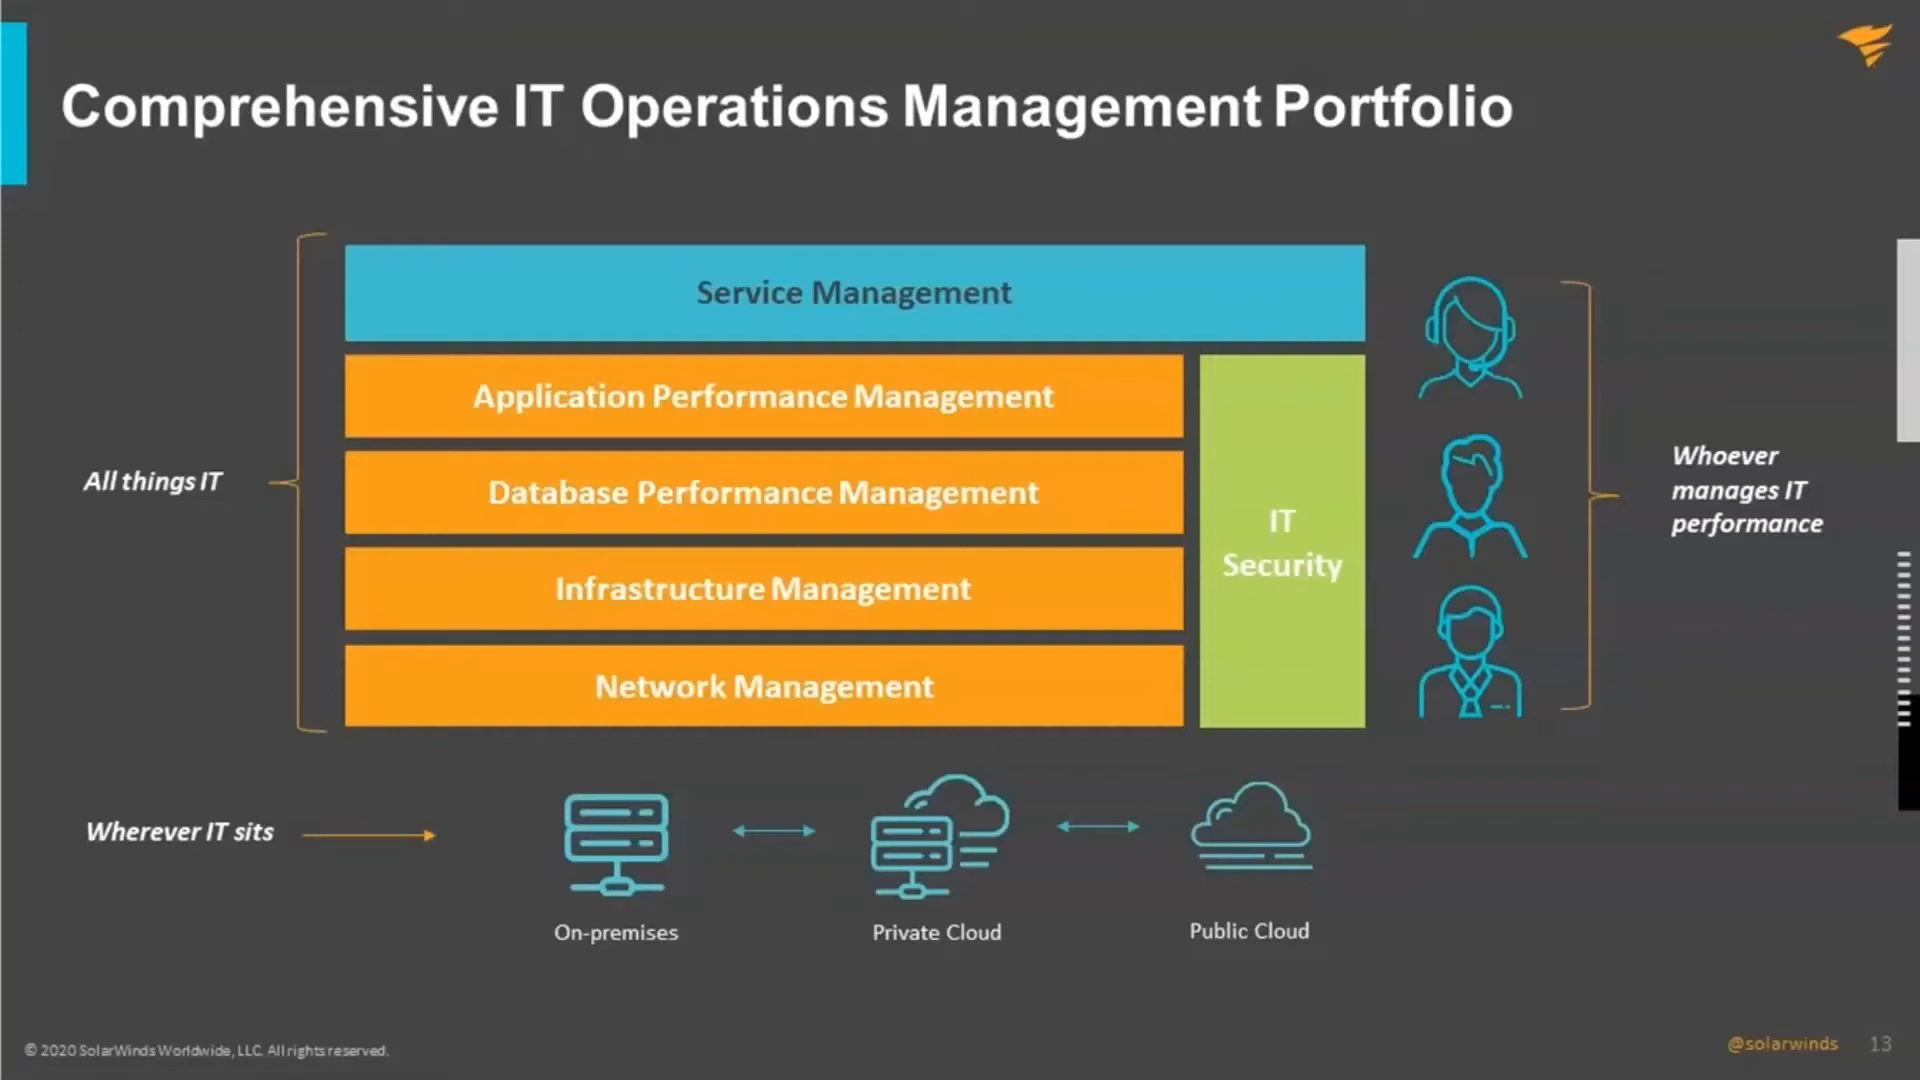 Comprehensive IT Operations Management Portfolio
Service Management
Application Performance Management
Database Performance Management
Infrastructure Management
Network Management
IT
Security
All things IT
Whoever
manages IT
performance
Wherever IT sits
On-premises
Private Cloud
Public Cloud
© 2020 SolarWinds Worldwide, LLC. All rights reserved.
@solarwinds
13